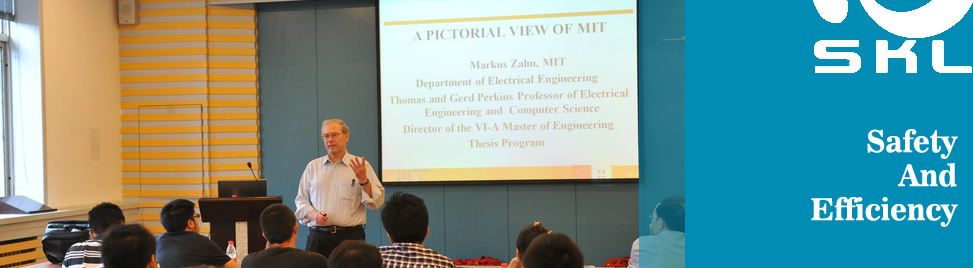 A PICTORIAL VIEW OF MIT
Markus Zahn, MIT
Department of Electrical Engineering
Thomas and Gerd Perkins Professor of Electrical
Engineering and Computer Science
Director of the VI-A Master of Engineering
Thesis Program
SKL
Safety
And
Efficiency